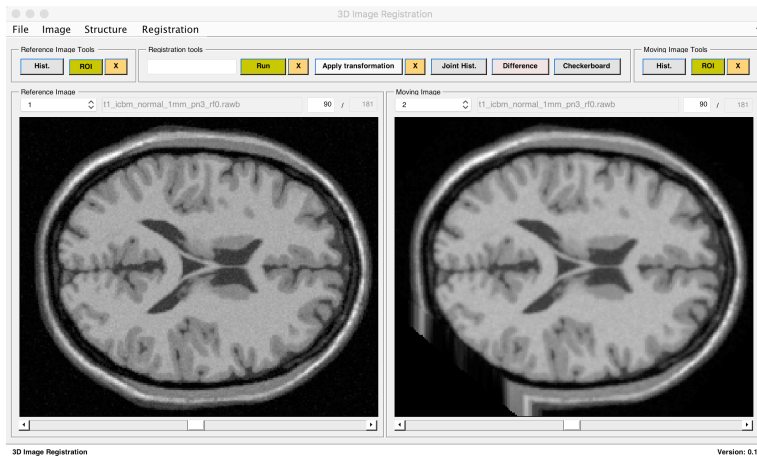 3D Image Registration
File Image Structure Registration
Reference Image Tools Registration tools Moving Image Tools
Hist. ROI X Run X Apply transformation X Joint Hist. Difference Checkerboard Hist. ROI X
Reference Image Moving Image
1 t1_icbm_normal_1mm_pn3_rf0.rawb 90 / 181 2 t1_icbm_normal_1mm_pn3_rf0.rawb 90 / 181
3D Image Registration Version: 0.1